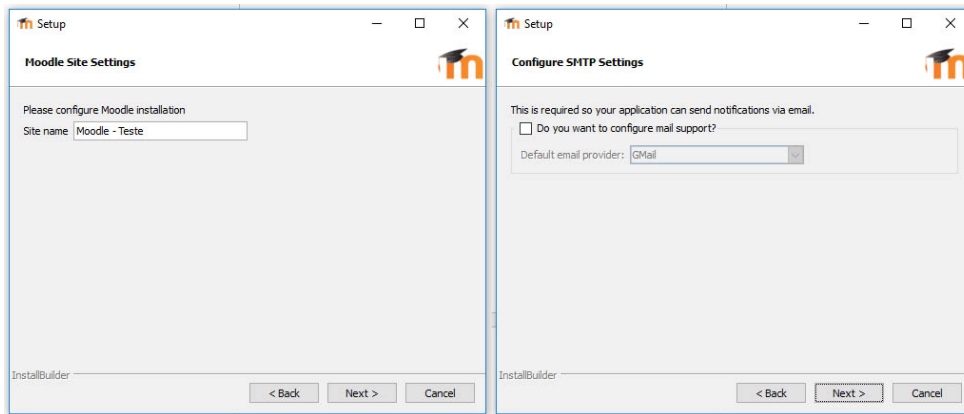 Setup
Moodle Site Settings
Please configure Moodle installation
Site name Moodle - Teste
InstallBuilder
< Back Next > Cancel
Setup
Configure SMTP Settings
This is required so your application can send notifications via email.
Do you want to configure mail support?
Default email provider: GMail
InstallBuilder
< Back Next > Cancel